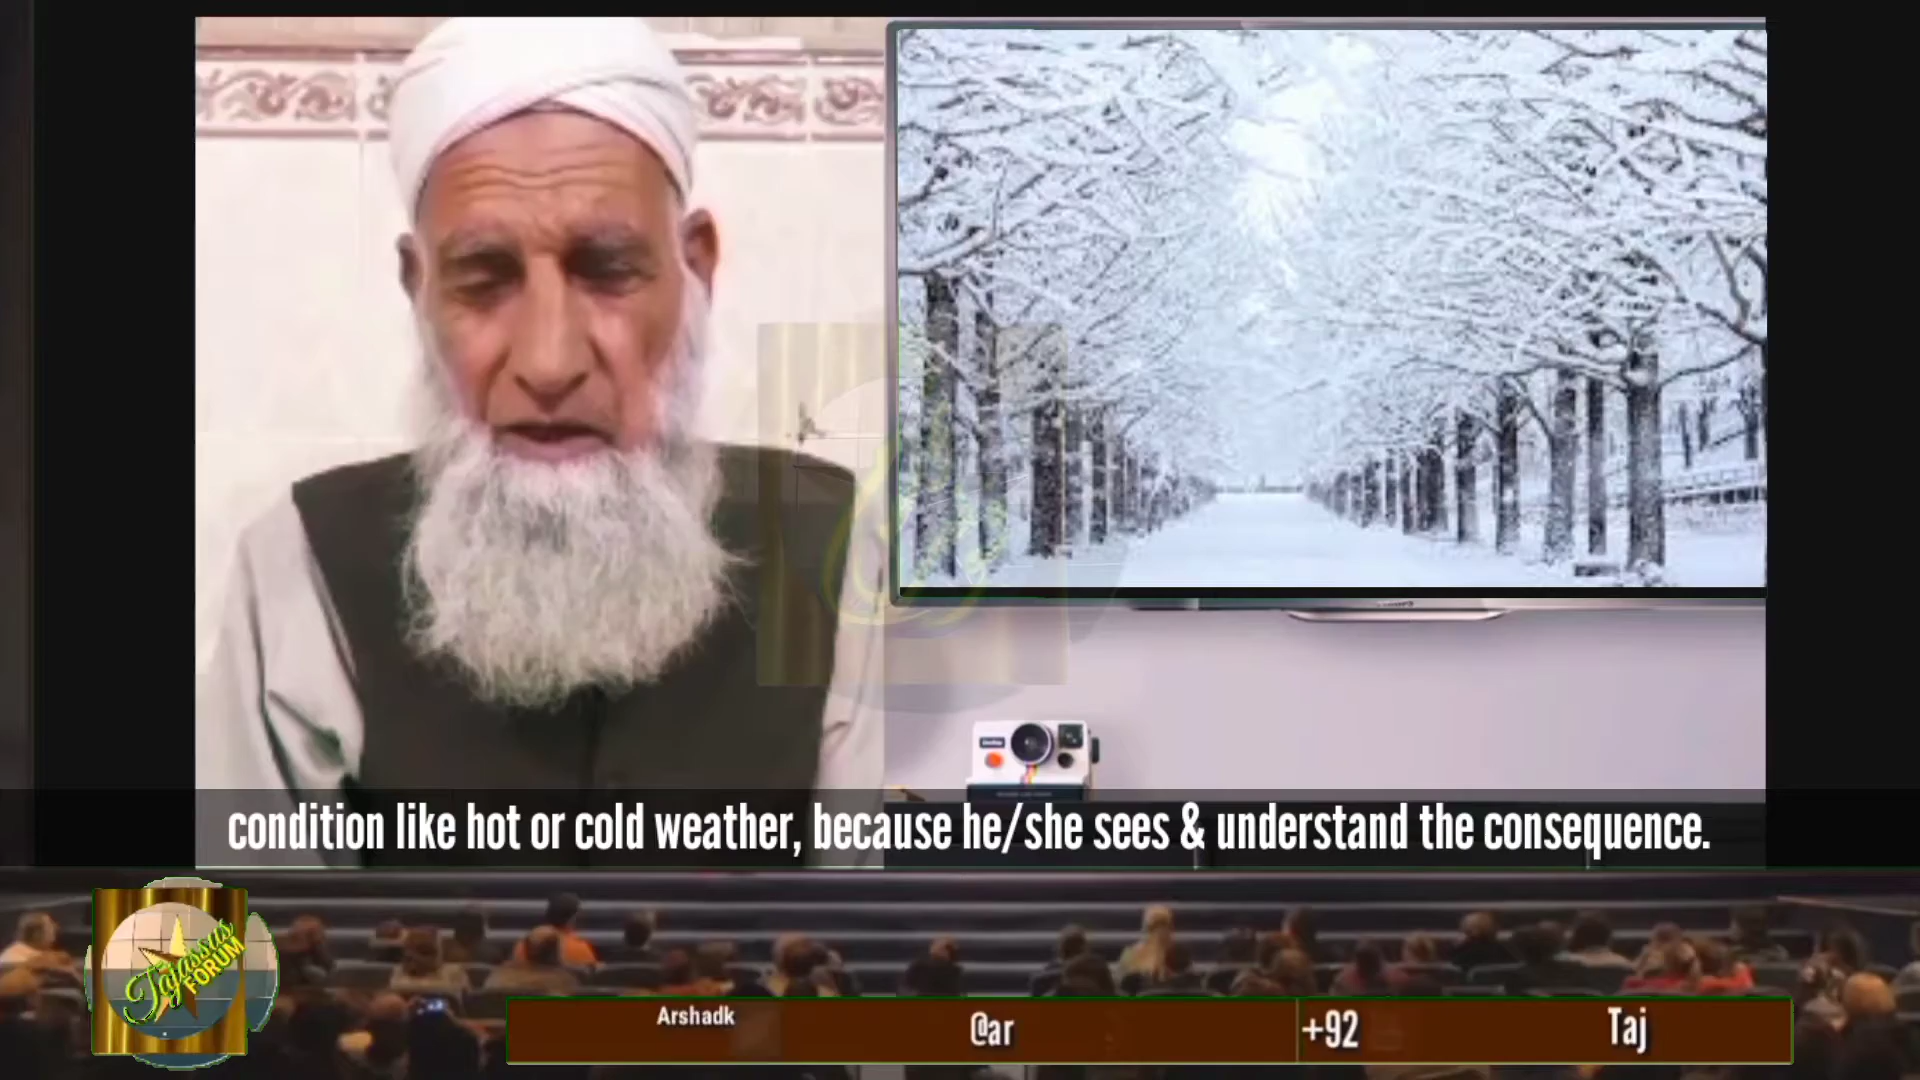 condition like hot or cold weather, because he/she sees & understand the consequence.
Tajassus
FORUM
Arshadk
@ar
+92
Taj